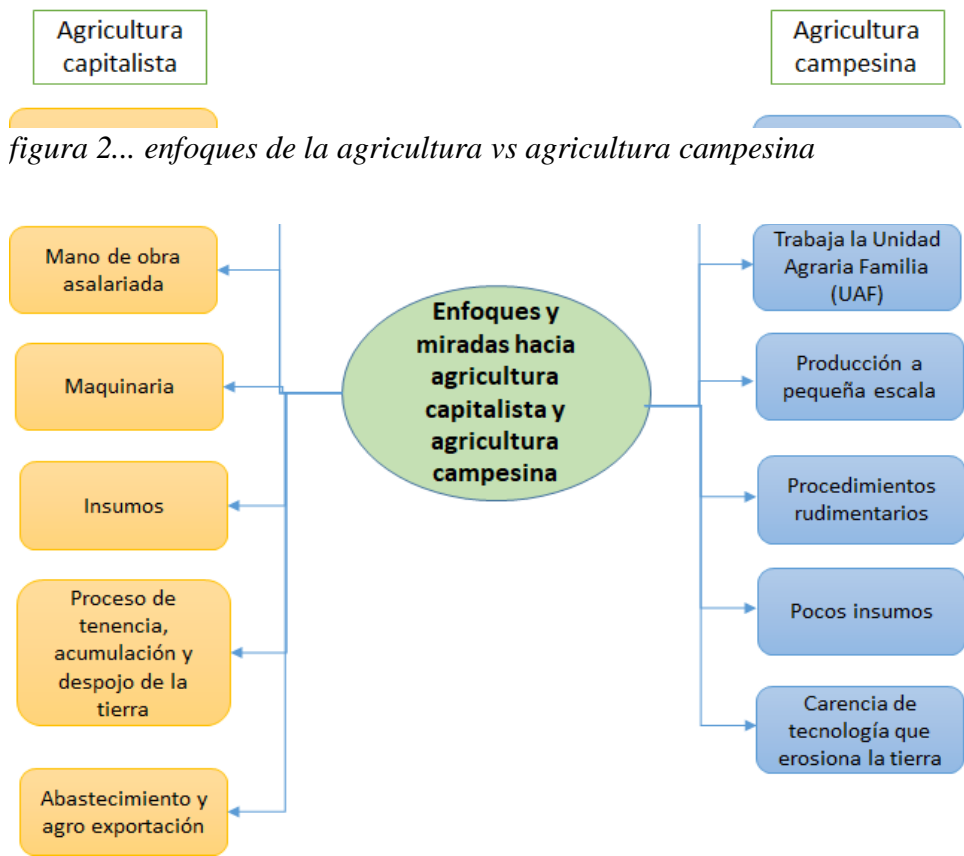 Agricultura
capitalista
Agricultura
campesina
figura 2... enfoques de la agricultura vs agricultura campesina
Mano de obra
asalariada
Maquinaria
Insumos
Proceso de
tenencia,
acumulación y
despojo de la
tierra
Abastecimiento y
agro exportación
Enfoques y
miradas hacia
agricultura
capitalista y
agricultura
campesina
Trabaja la Unidad
Agraria Familia
(UAF)
Producción a
pequeña escala
Procedimientos
rudimentarios
Pocos insumos
Carencia de
tecnología que
erosiona la tierra